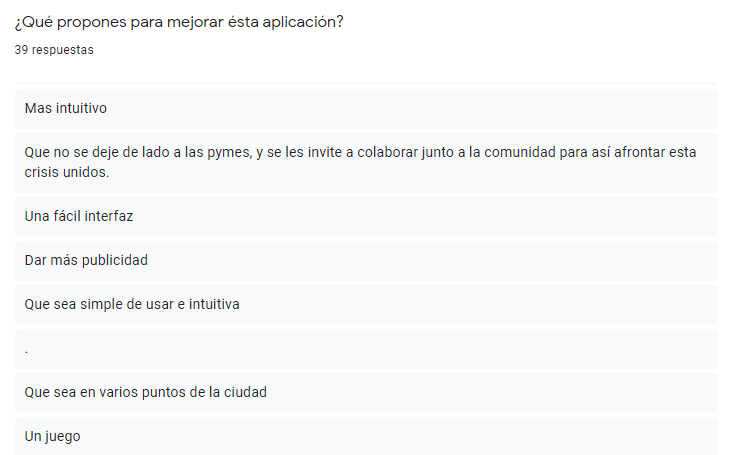 ¿Qué propones para mejorar ésta aplicación?
39 respuestas
Mas intuitivo
Que no se deje de lado a las pymes, y se les invite a colaborar junto a la comunidad para así afrontar esta
crisis unidos.
Una fácil interfaz
Dar más publicidad
Que sea simple de usar e intuitiva
.
Que sea en varios puntos de la ciudad
Un juego